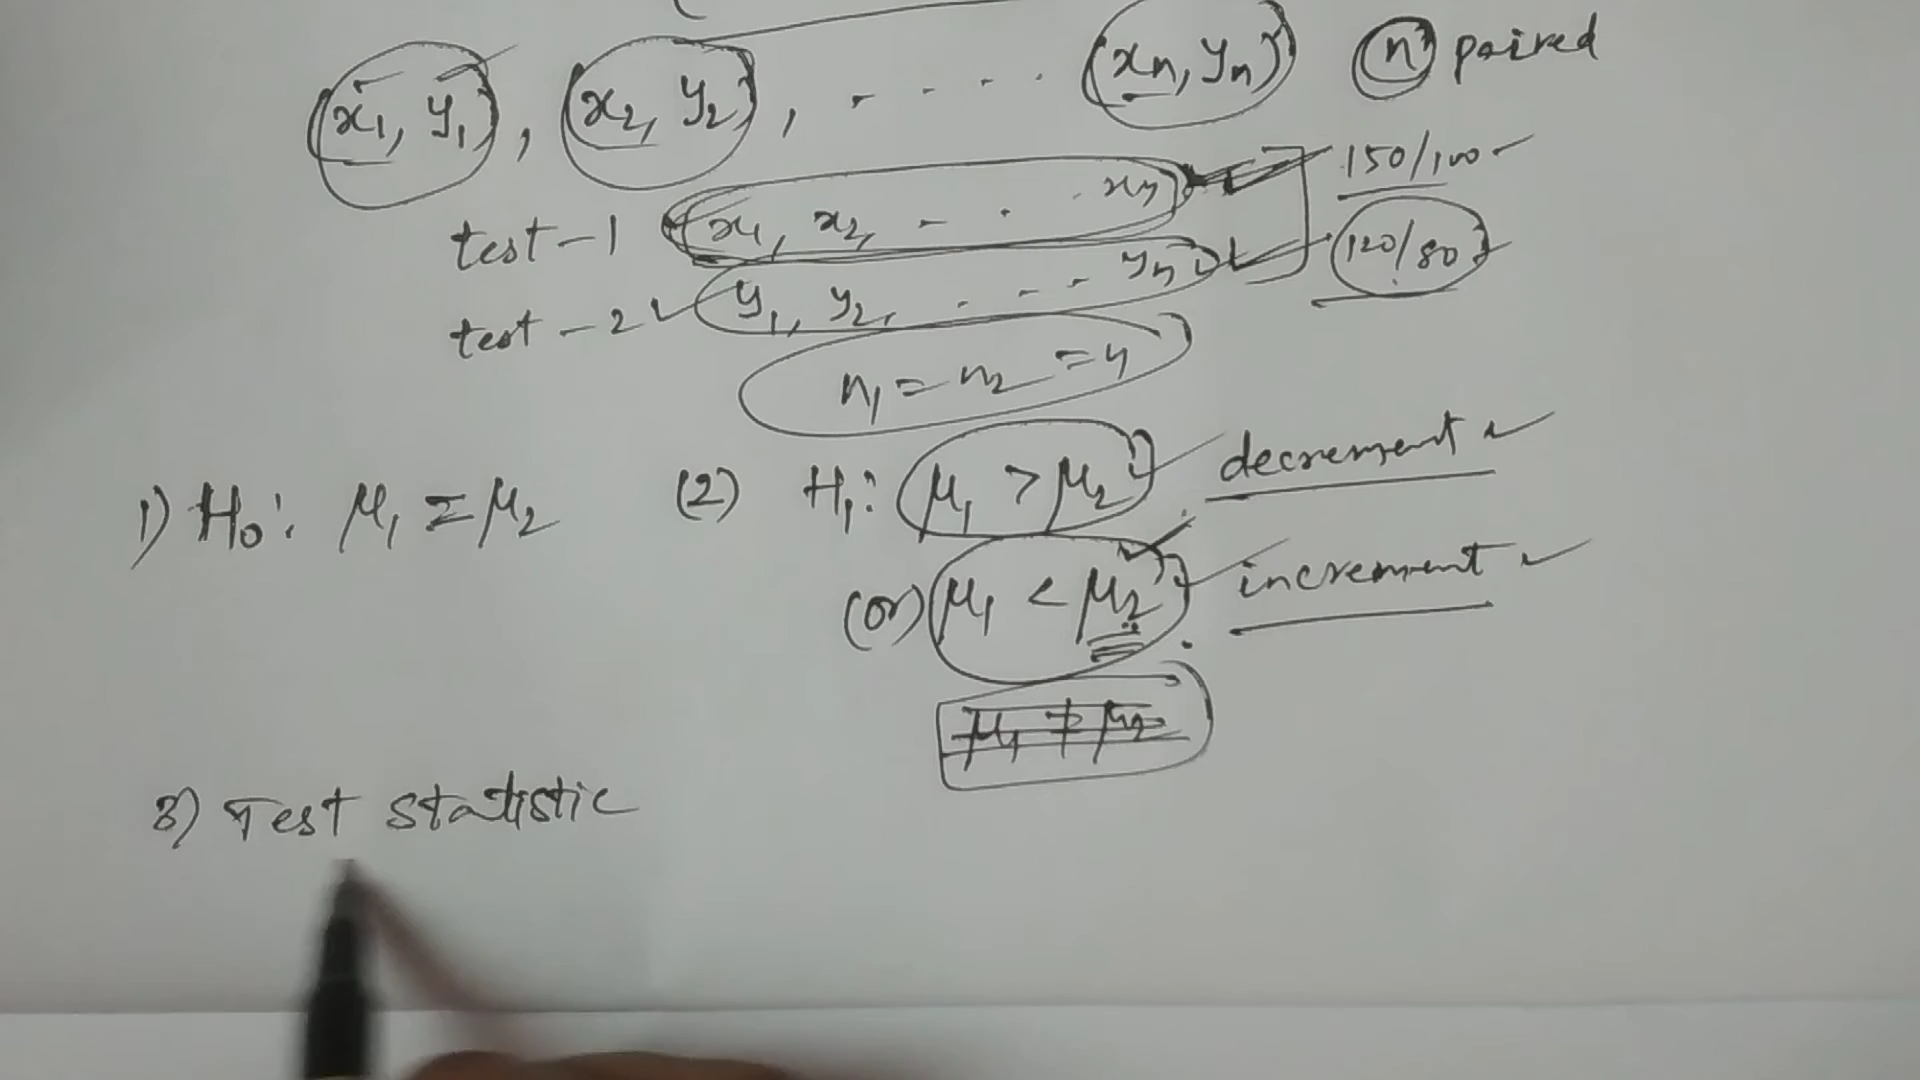 (x₁, y₁), (x₂, y₂), - - - - (xₙ, yₙ) n paired
test-1 x₁, x₂, - . . xₙ 150/100
test-2 y₁, y₂, . - - yₙ 120/80
n₁ = n₂ = n
1) H₀: μ₁ = μ₂ (2) H₁: μ₁ > μ₂ decrement
(or) μ₁ < μ₂ increment
μ₁ ≠ μ₂
3) Test statistic